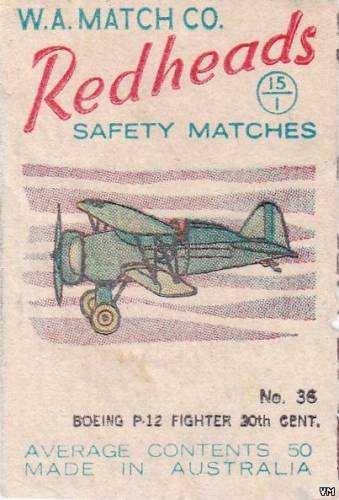 W.A. MATCH CO.
Redheads
15
1
SAFETY MATCHES
No. 36
BOEING P-12 FIGHTER 20th CENT.
AVERAGE CONTENTS 50
MADE IN AUSTRALIA
VM